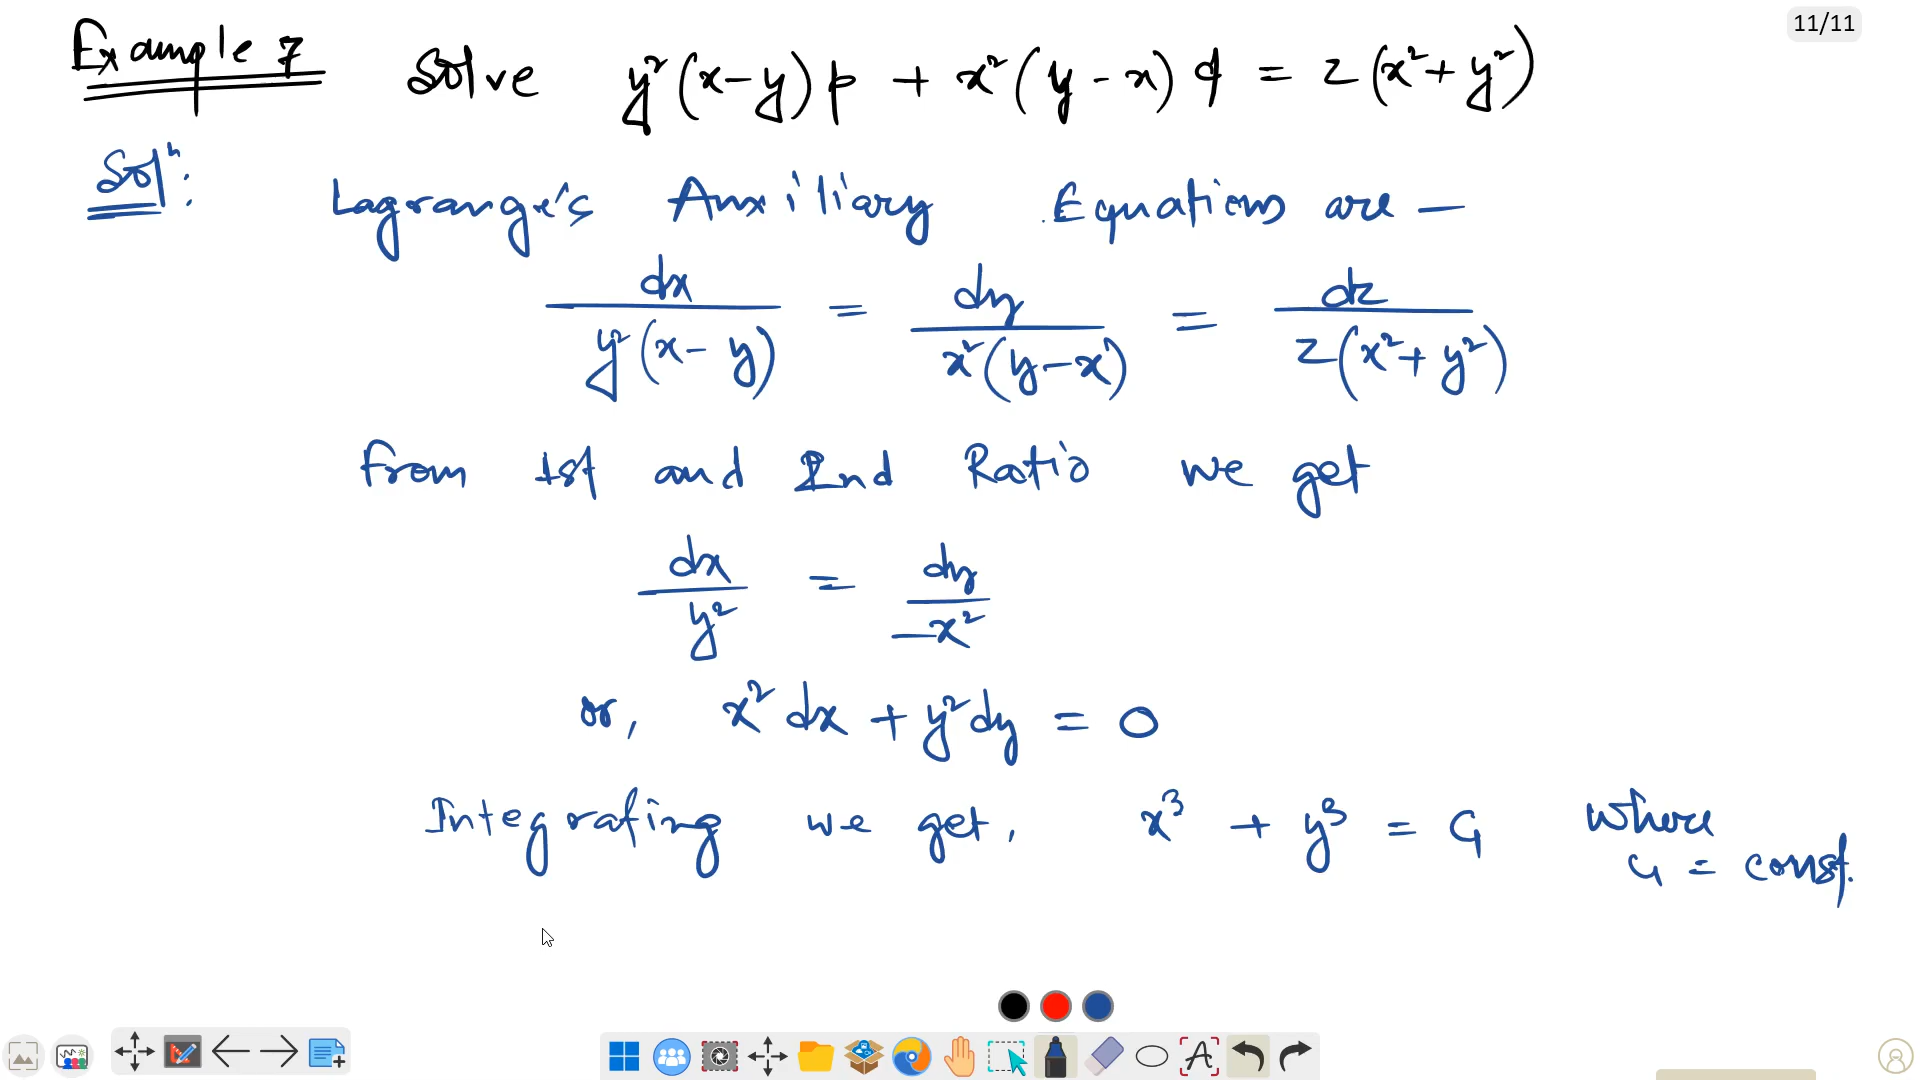 11/11
Example 7 Solve y²(x-y)p + x²(y-x)q = z(x²+y²)
Solⁿ: Lagrange's Auxiliary Equations are —
dx/(y²(x-y)) = dy/(x²(y-x)) = dz/(z(x²+y²))
From 1st and 2nd Ratio we get
dx/y² = dy/-x²
or, x²dx + y²dy = 0
Integrating we get, x³ + y³ = c₁ where
c₁ = const.